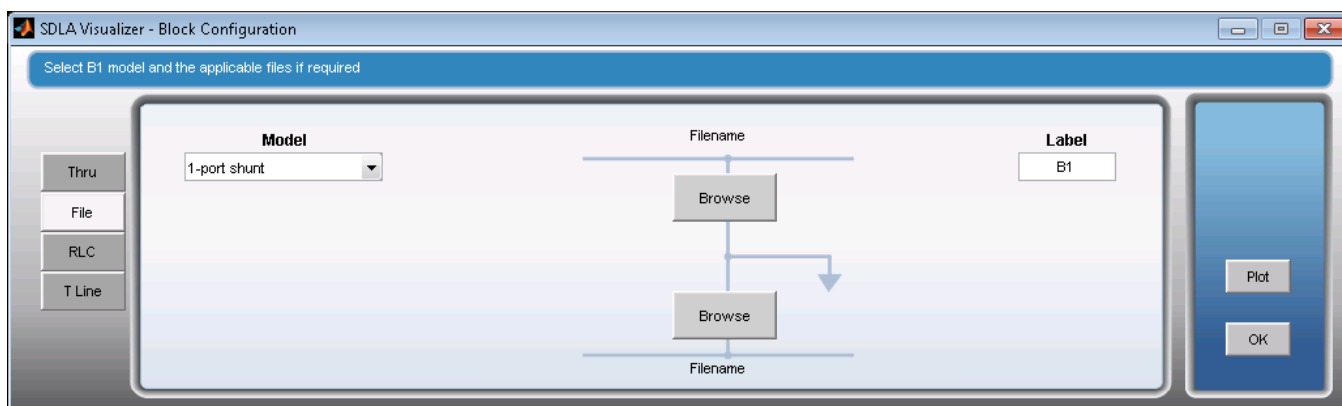 SDLA Visualizer - Block Configuration
Select B1 model and the applicable files if required
Thru
File
RLC
T Line
Model
1-port shunt
Filename
Browse
Browse
Filename
Label
B1
Plot
OK